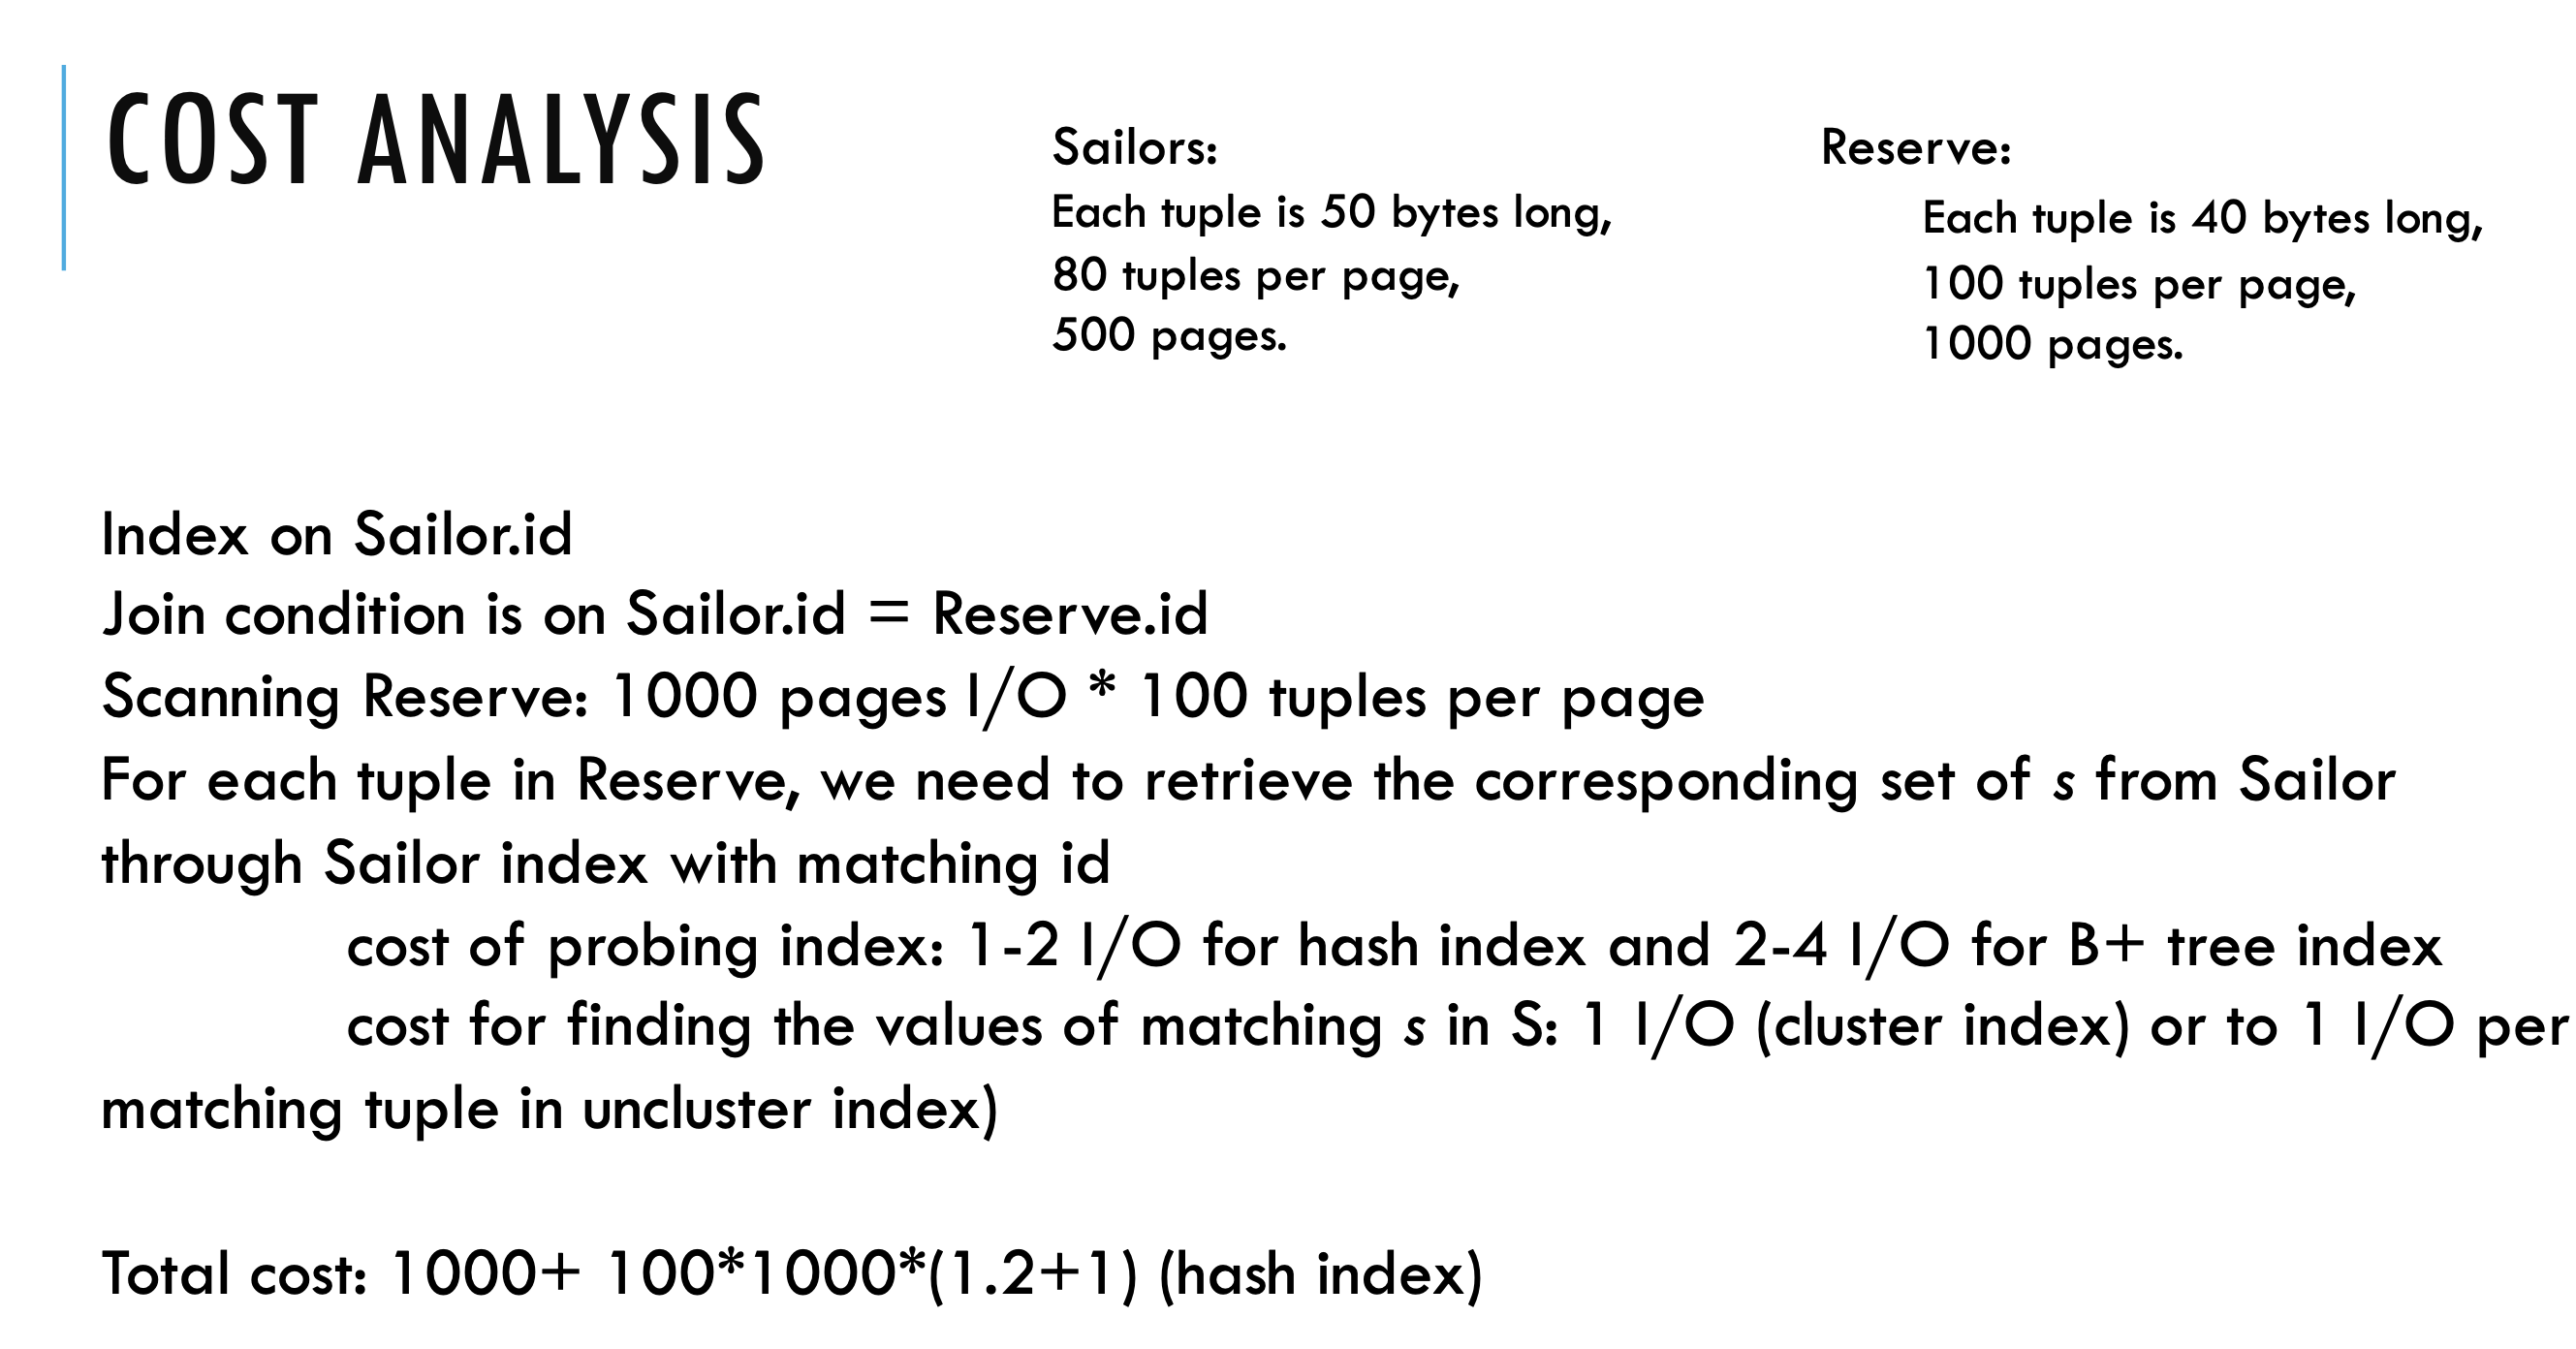 COST ANALYSIS
Sailors:
Each tuple is 50 bytes long,
80 tuples per page,
500 pages.
Reserve:
Each tuple is 40 bytes long,
100 tuples per page,
1000 pages.
Index on Sailor.id
Join condition is on Sailor.id = Reserve.id
Scanning Reserve: 1000 pages I/O * 100 tuples per page
For each tuple in Reserve, we need to retrieve the corresponding set of s from Sailor
through Sailor index with matching id
cost of probing index: 1-2 I/O for hash index and 2-4 I/O for B+ tree index
cost for finding the values of matching s in S: 1 I/O (cluster index) or to 1 I/O per
matching tuple in uncluster index)
Total cost: 1000+ 100*1000*(1.2+1) (hash index)